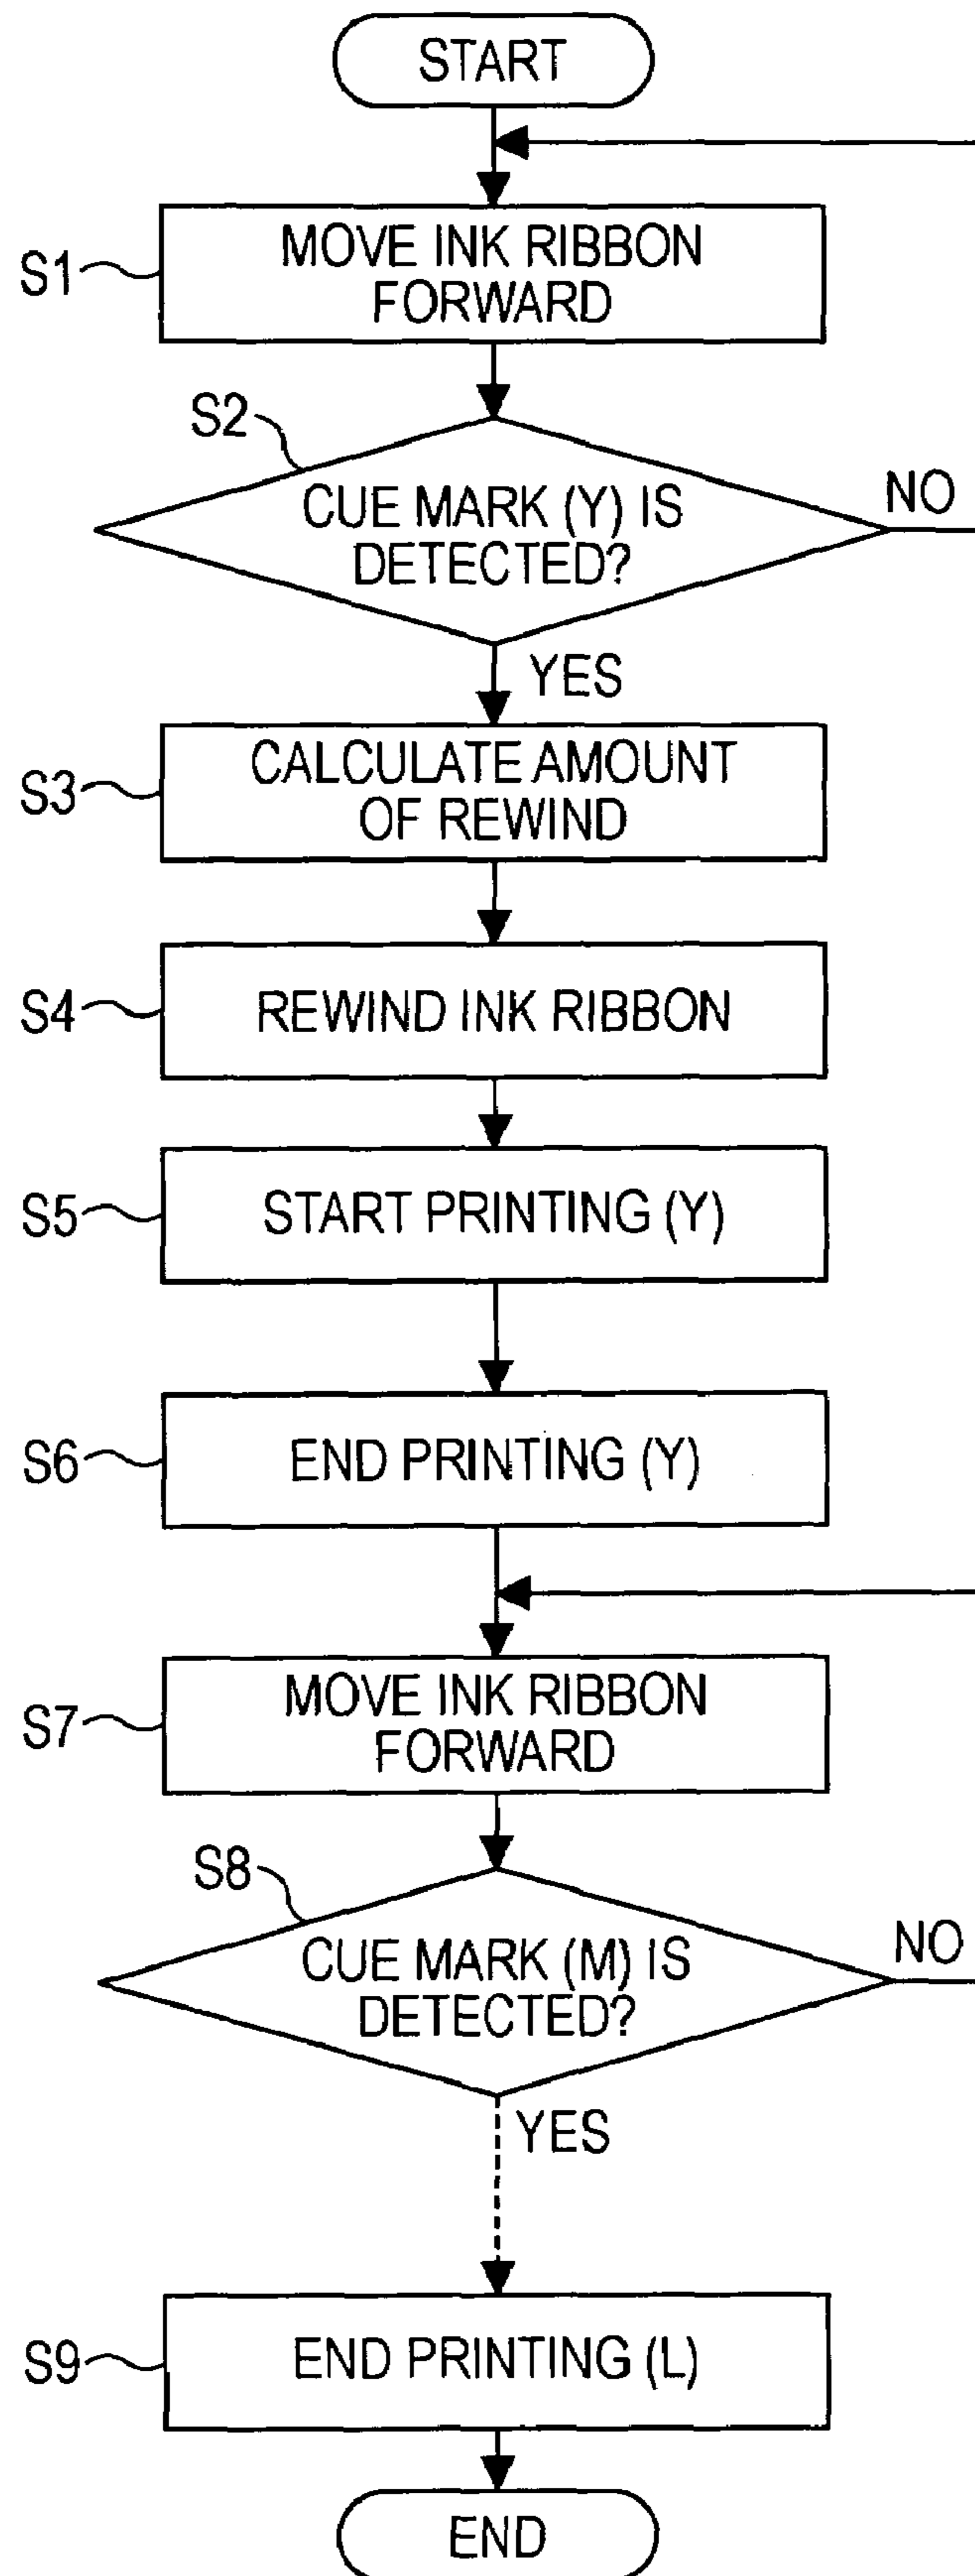 START
MOVE INK RIBBON
FORWARD
S1
S2
CUE MARK (Y) IS
DETECTED?
NO
YES
CALCULATE AMOUNT
OF REWIND
S3
S4
REWIND INK RIBBON
S5
START PRINTING (Y)
S6
END PRINTING (Y)
MOVE INK RIBBON
FORWARD
S7
S8
CUE MARK (M) IS
DETECTED?
NO
YES
S9
END PRINTING (L)
END